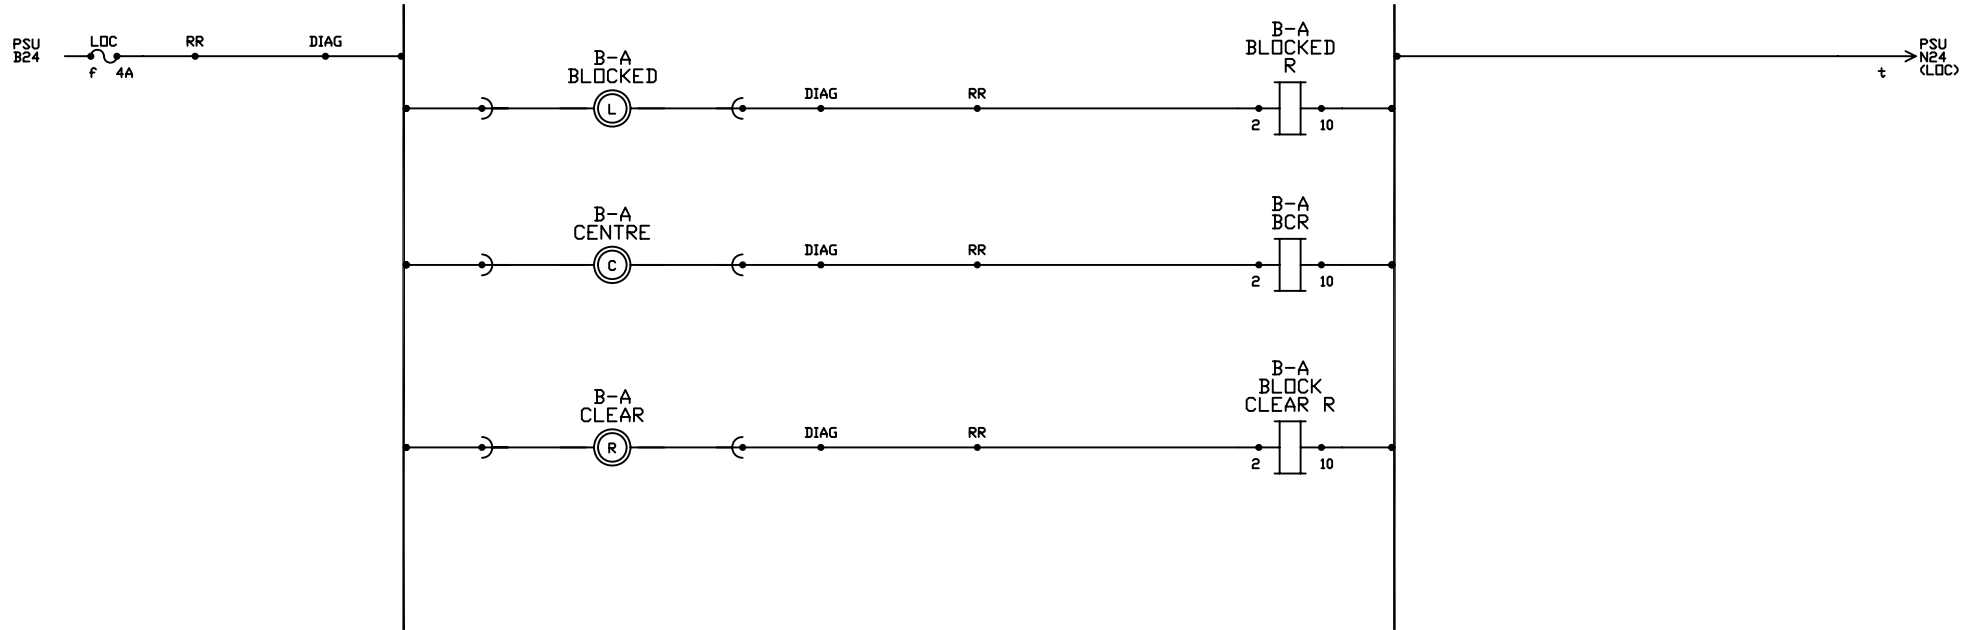 PSU
B24
LOC
f 4A
RR
DIAG
PSU
N24
(LOC)
t
B-A
BLOCKED
L
DIAG
RR
B-A
BLOCKED
R
2 10
B-A
CENTRE
C
DIAG
RR
B-A
BCR
2 10
B-A
CLEAR
R
DIAG
RR
B-A
BLOCK
CLEAR R
2 10